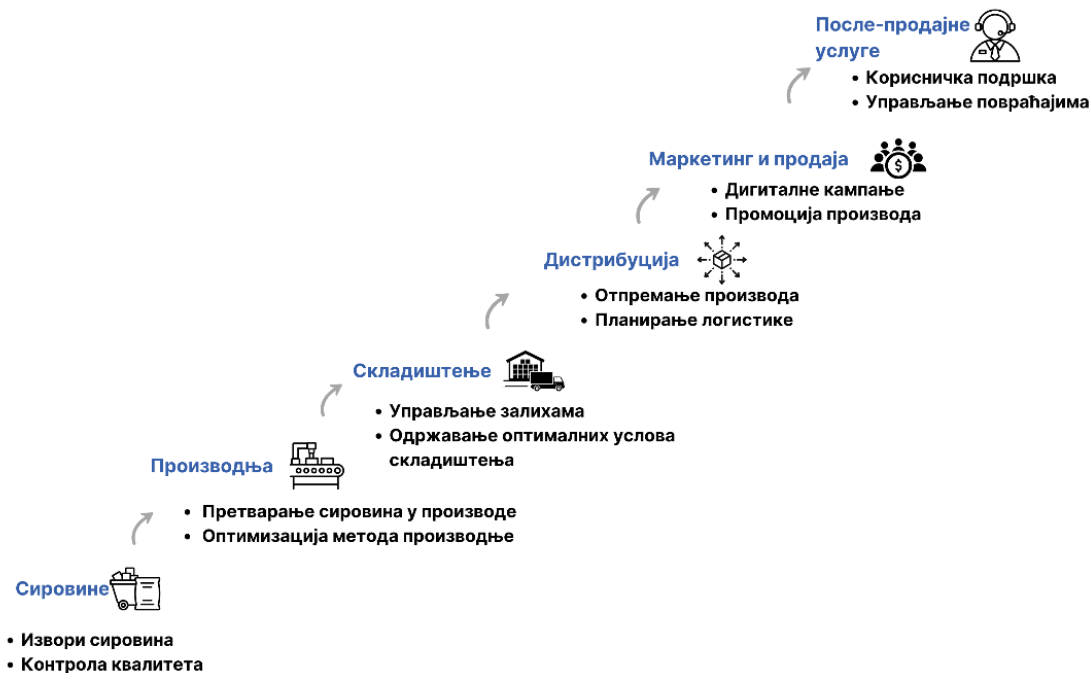 После-продајне
услуге
• Корисничка подршка
• Управљање повраћајима
Маркетинг и продаја
$
• Дигиталне кампање
• Промоција производа
Дистрибуција
• Отпремање производа
• Планирање логистике
Складиштење
• Управљање залихама
• Одржавање оптималних услова
складиштења
Производња
• Претварање сировина у производе
• Оптимизација метода производње
Сировине
• Извори сировина
• Контрола квалитета